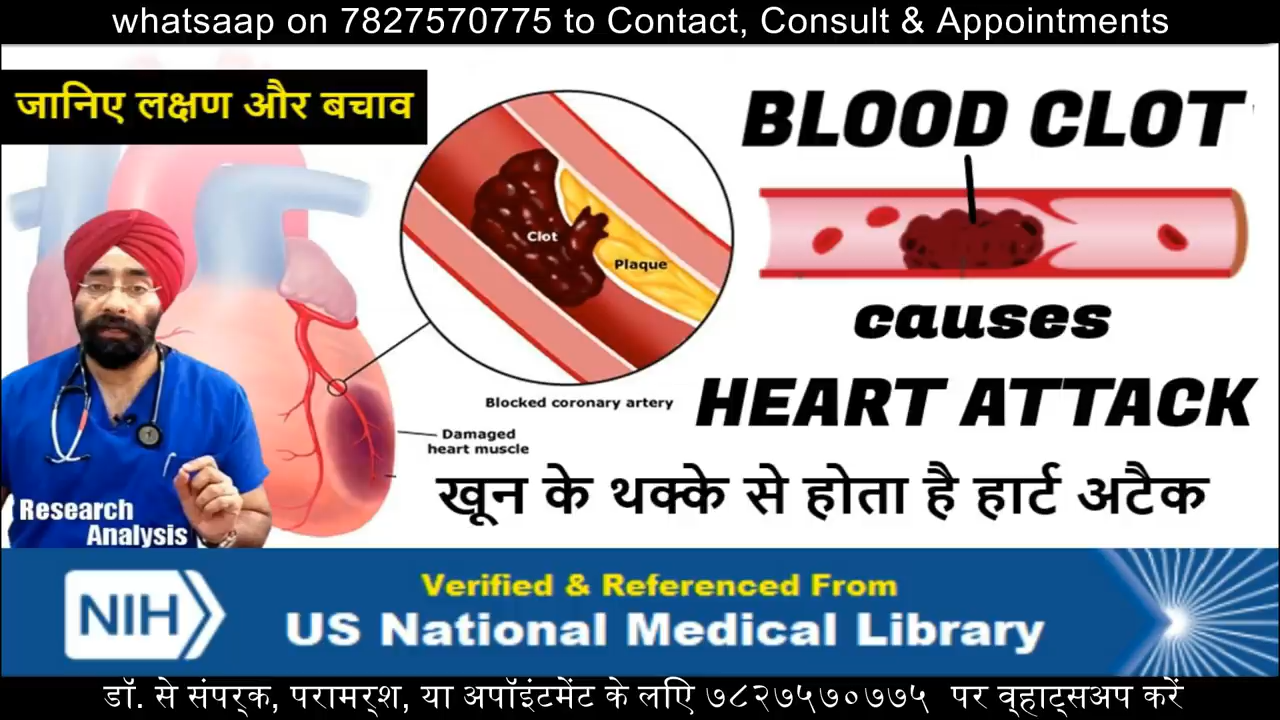 whatsaap on 7827570775 to Contact, Consult & Appointments
जानिए लक्षण और बचाव
BLOOD CLOT
Clot
Plaque
causes
Blocked coronary artery
HEART ATTACK
Damaged
heart muscle
खून के थक्के से होता है हार्ट अटैक
Research
Analysis
NIH
Verified & Referenced From
US National Medical Library
डॉ. से संपर्क, परामर्श, या अपॉइंटमेंट के लिए ७८२७५७०७७५ पर व्हाट्सअप करें